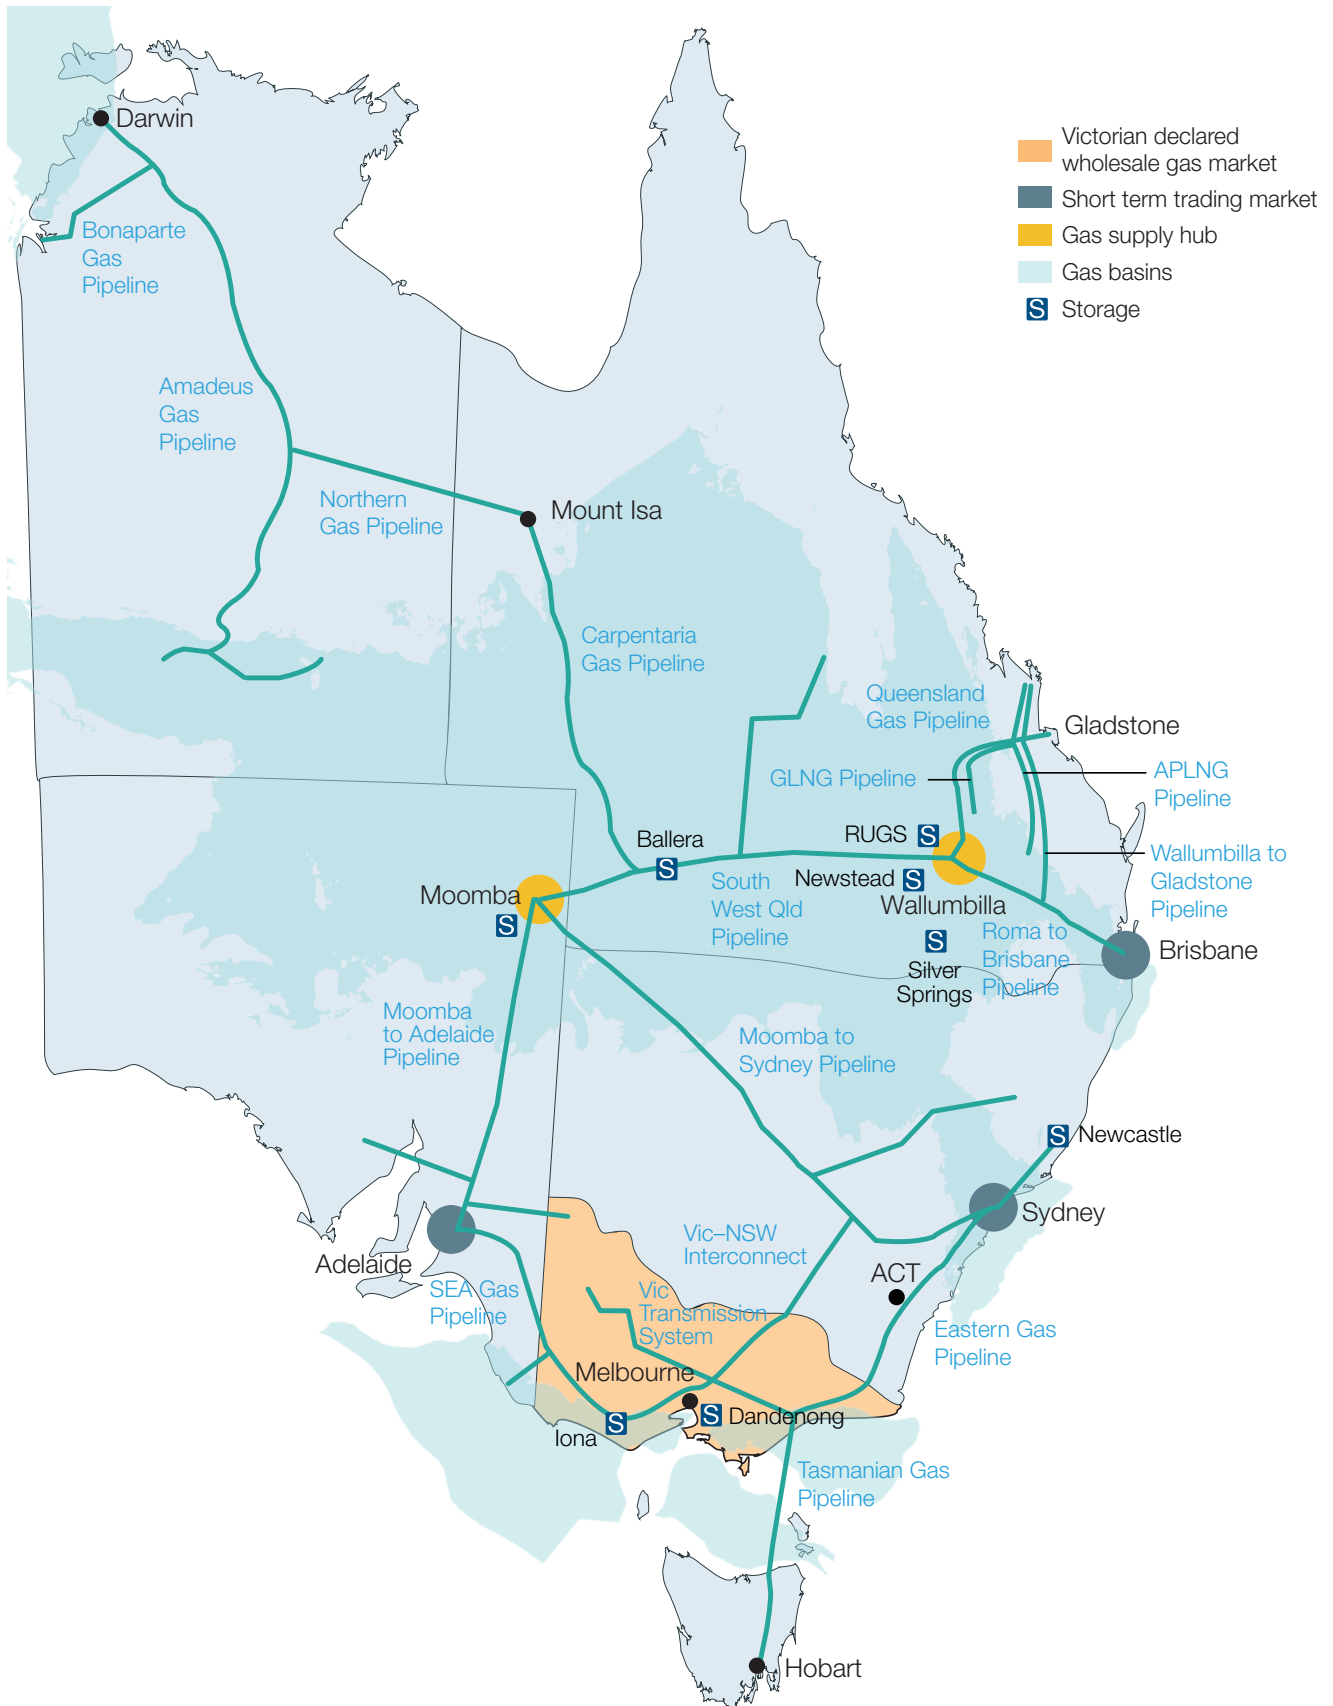 Darwin
Victorian declared
wholesale gas market
Short term trading market
Gas supply hub
Gas basins
S Storage
Bonaparte
Gas
Pipeline
Amadeus
Gas
Pipeline
Northern
Gas Pipeline
Mount Isa
Carpentaria
Gas Pipeline
Queensland
Gas Pipeline
Gladstone
GLNG Pipeline
APLNG
Pipeline
Ballera
S
RUGS S
Wallumbilla to
Gladstone
Pipeline
Moomba
S
South
West Qld
Pipeline
Newstead S
Wallumbilla
S
Silver
Springs
Roma to
Brisbane
Pipeline
Brisbane
Moomba
to Adelaide
Pipeline
Moomba to
Sydney Pipeline
S Newcastle
Sydney
Adelaide
Vic–NSW
Interconnect
ACT
SEA Gas
Pipeline
Vic
Transmission
System
Eastern Gas
Pipeline
Melbourne
S Dandenong
Iona S
Tasmanian Gas
Pipeline
Hobart